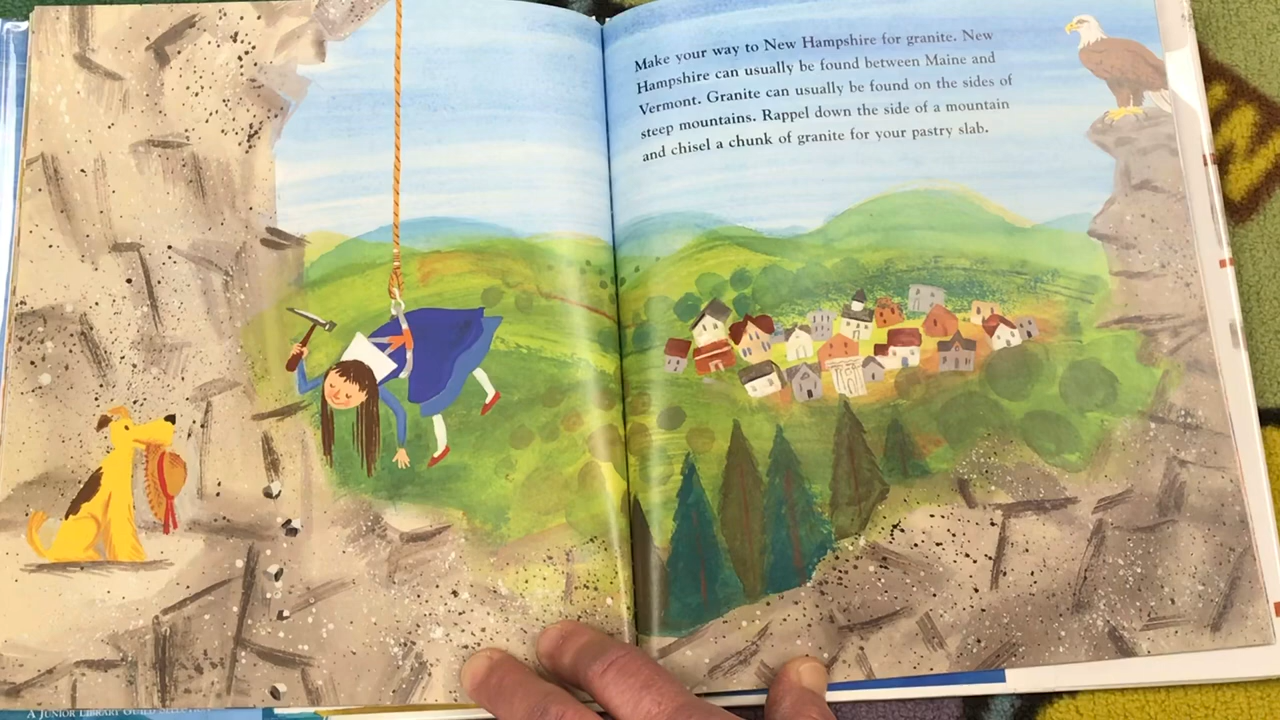 Make your way to New Hampshire for granite. New
Hampshire can usually be found between Maine and
Vermont. Granite can usually be found on the sides of
steep mountains. Rappel down the side of a mountain
and chisel a chunk of granite for your pastry slab.
A JUNIOR LIBRARY GUILD SELECTION